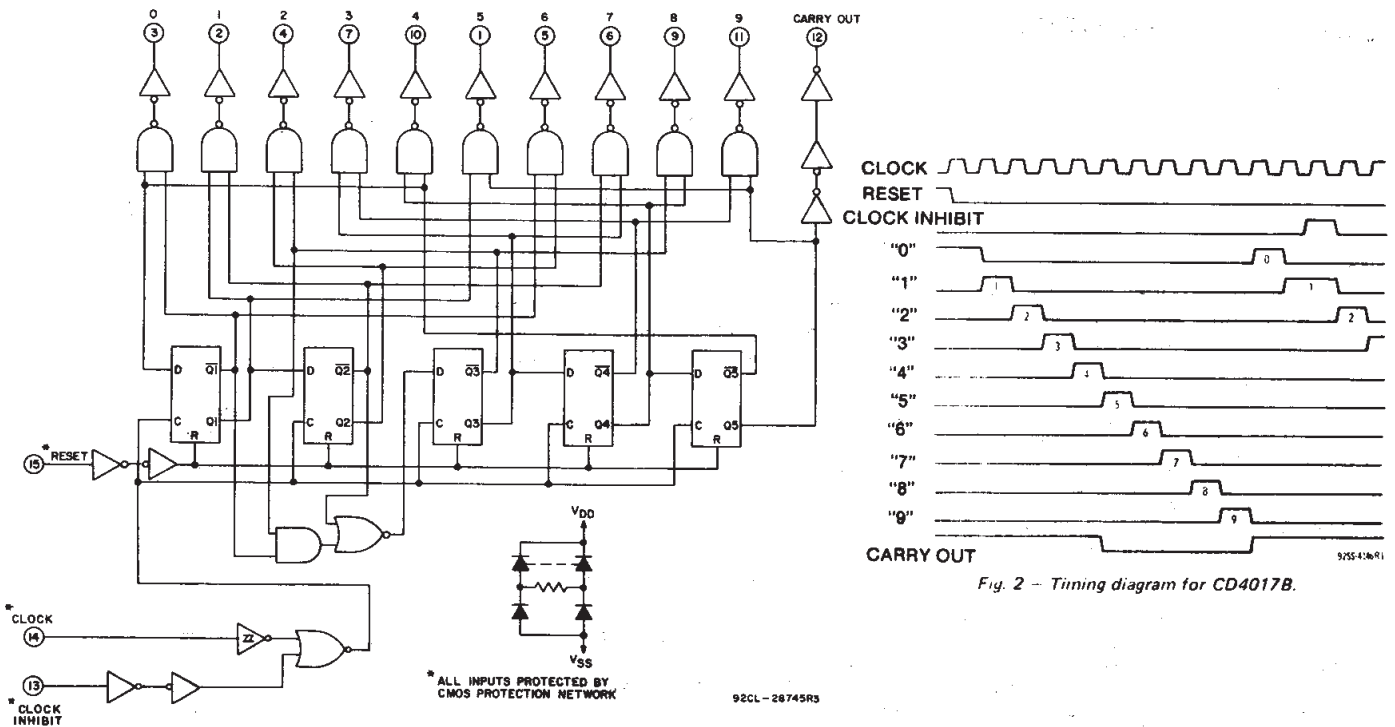 0 1 2 3 4 5 6 7 8 9 CARRY OUT
3 2 4 7 10 1 5 6 9 11 12
D Q1 D Q2 D Q3 D Q4 D Q5
C Q1 C Q2 C Q3 C Q4 C Q5
R R R R R
15 * RESET
* CLOCK
14
13
* CLOCK
INHIBIT
VDD
VSS
* ALL INPUTS PROTECTED BY
CMOS PROTECTION NETWORK
92CL-28745R3
CLOCK
RESET
CLOCK INHIBIT
"0" 0
"1" 1 1
"2" 2 2
"3" 3
"4" 4
"5" 5
"6" 6
"7" 7
"8" 8
"9" 9
CARRY OUT
Fig. 2 – Timing diagram for CD4017B.